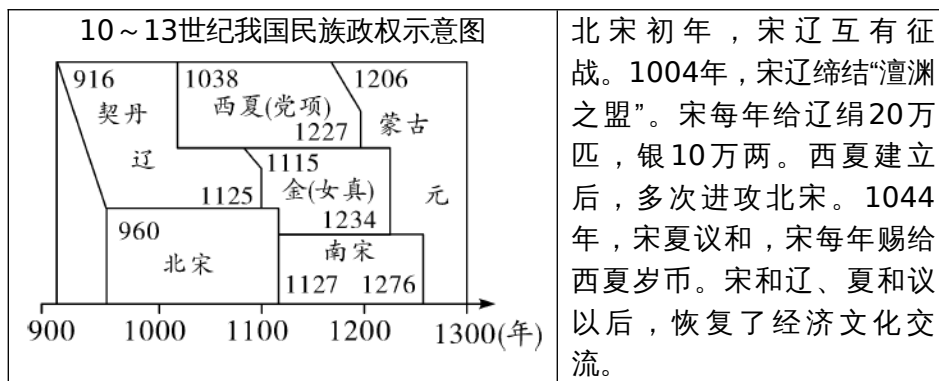 10～13世纪我国民族政权示意图
916
1038
1206
契丹
西夏(党项)
1227
蒙古
辽
1115
1125
金(女真)
元
1234
960
北宋
南宋
1127 1276
900 1000 1100 1200 1300(年)
北宋初年，宋辽互有征
战。1004年，宋辽缔结“澶渊
之盟”。宋每年给辽绢20万
匹，银10万两。西夏建立
后，多次进攻北宋。1044
年，宋夏议和，宋每年赐给
西夏岁币。宋和辽、夏和议
以后，恢复了经济文化交
流。